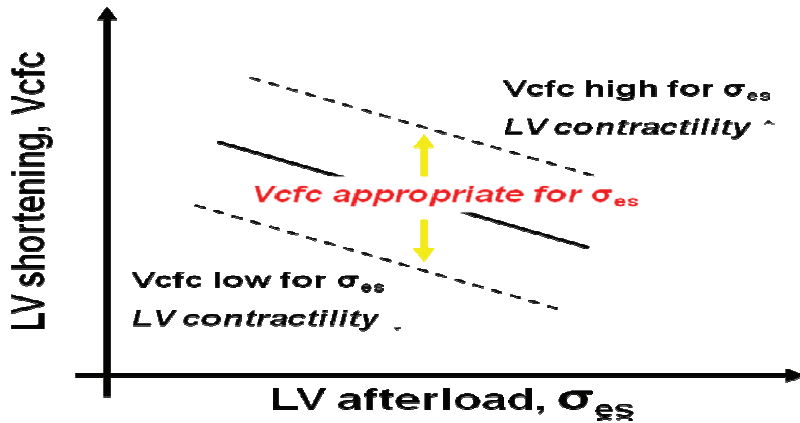 LV shortening, Vcfc
Vcfc high for σes
LV contractility ^
Vcfc appropriate for σes
Vcfc low for σes
LV contractility
LV afterload, σes